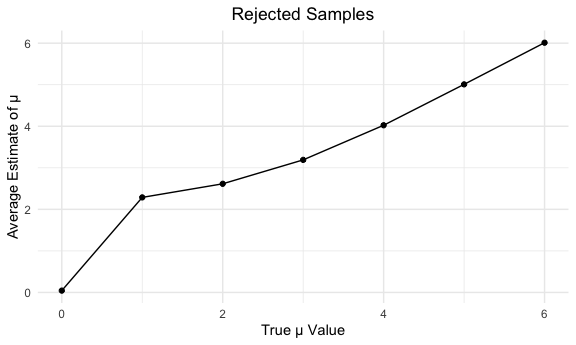 Rejected Samples
Average Estimate of μ
6
4
2
0
0 2 4 6
True μ Value